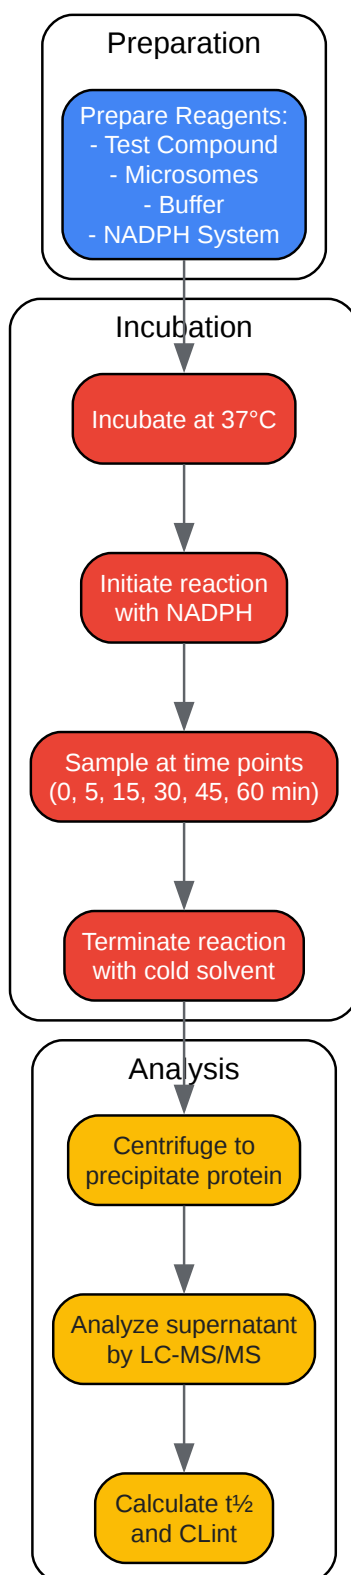 Preparation
Prepare Reagents:
- Test Compound
- Microsomes
- Buffer
- NADPH System
Incubation
Incubate at 37°C
Initiate reaction
with NADPH
Sample at time points
(0, 5, 15, 30, 45, 60 min)
Terminate reaction
with cold solvent
Analysis
Centrifuge to
precipitate protein
Analyze supernatant
by LC-MS/MS
Calculate t½
and CLint